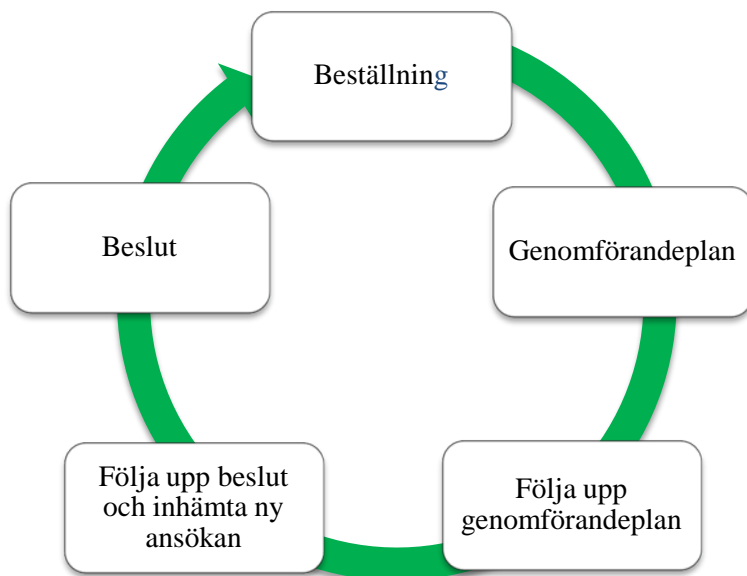 Beställning
Genomförandeplan
Följa upp
genomförandeplan
Följa upp beslut
och inhämta ny
ansökan
Beslut